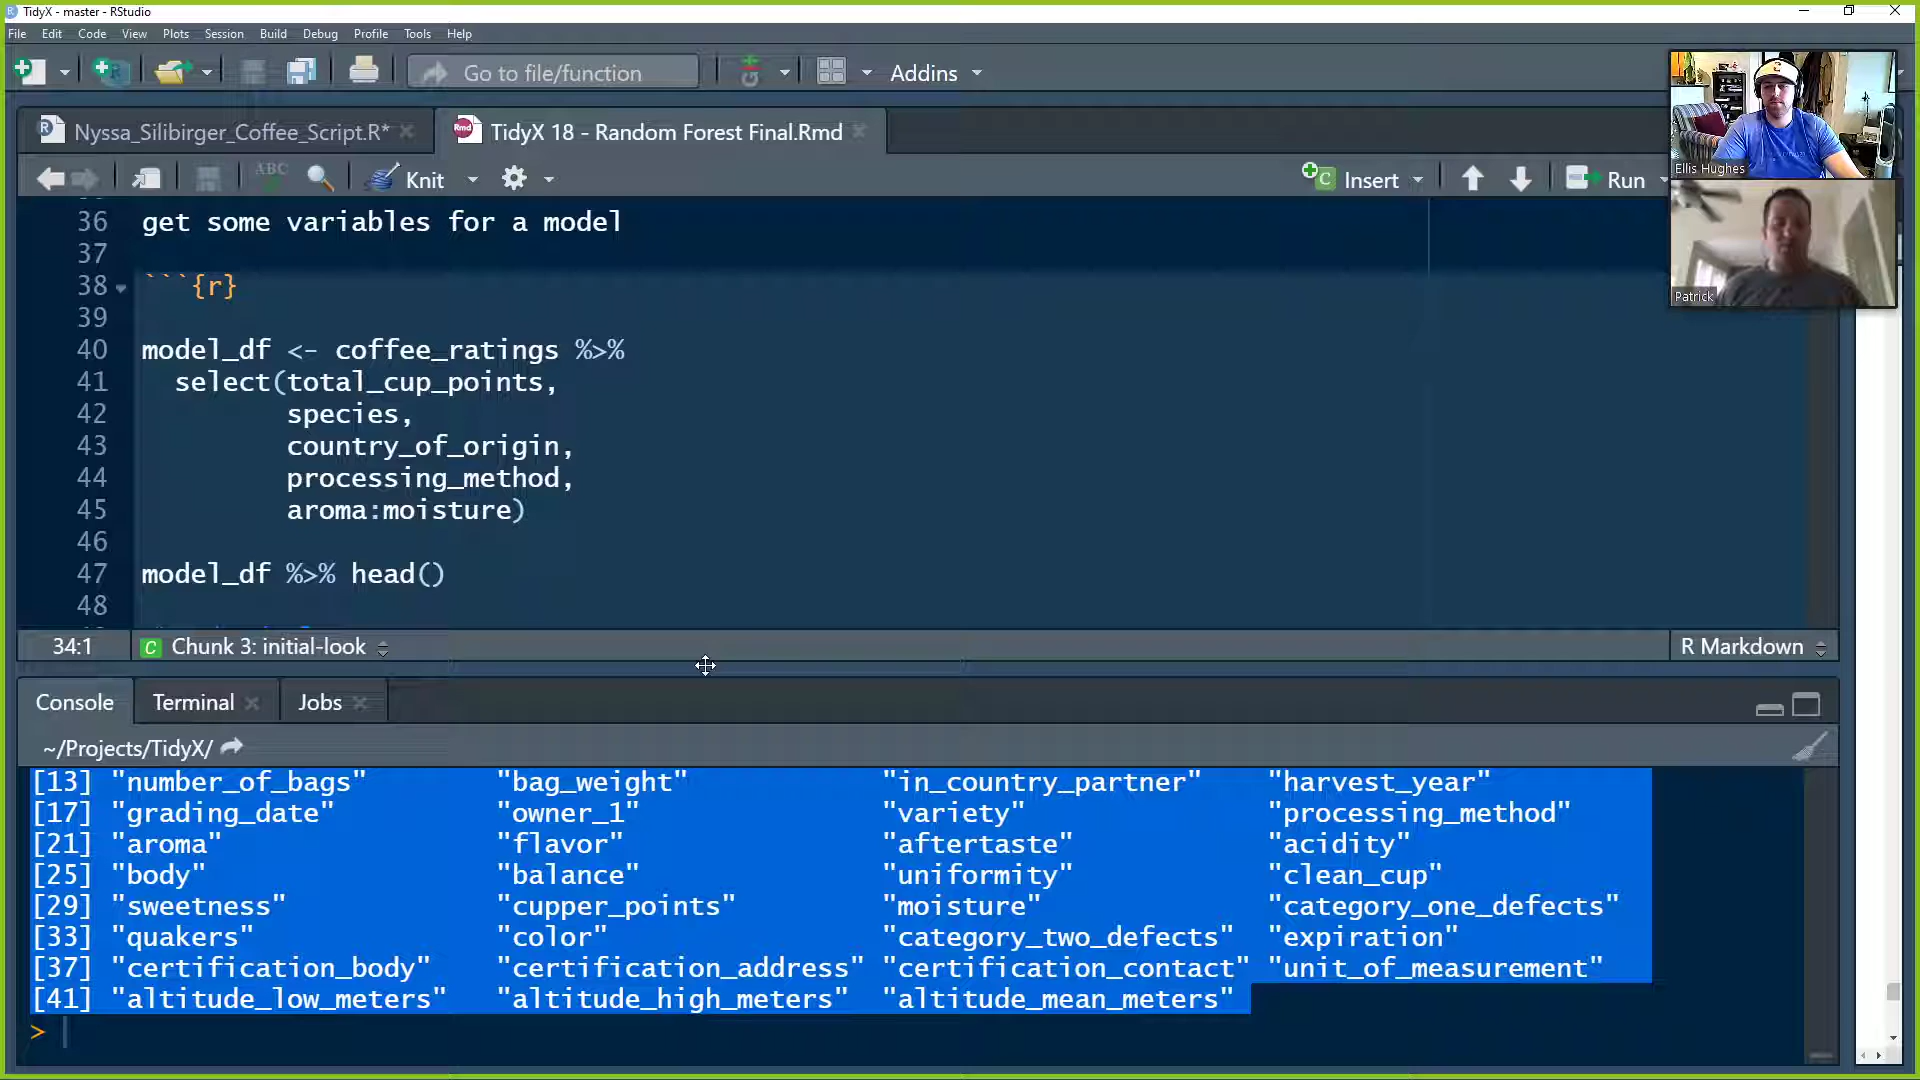 TidyX - master - RStudio
File Edit Code View Plots Session Build Debug Profile Tools Help
Go to file/function
Addins
Nyssa_Silibirger_Coffee_Script.R*
TidyX 18 - Random Forest Final.Rmd
ABC
Knit
Insert
Run
Ellis Hughes
Patrick
36 get some variables for a model
37
38 ```{r}
39
40 model_df <- coffee_ratings %>%
41 select(total_cup_points,
42 species,
43 country_of_origin,
44 processing_method,
45 aroma:moisture)
46
47 model_df %>% head()
48
34:1 Chunk 3: initial-look R Markdown
Console Terminal Jobs
~/Projects/TidyX/
[13] "number_of_bags" "bag_weight" "in_country_partner" "harvest_year"
[17] "grading_date" "owner_1" "variety" "processing_method"
[21] "aroma" "flavor" "aftertaste" "acidity"
[25] "body" "balance" "uniformity" "clean_cup"
[29] "sweetness" "cupper_points" "moisture" "category_one_defects"
[33] "quakers" "color" "category_two_defects" "expiration"
[37] "certification_body" "certification_address" "certification_contact" "unit_of_measurement"
[41] "altitude_low_meters" "altitude_high_meters" "altitude_mean_meters"
>